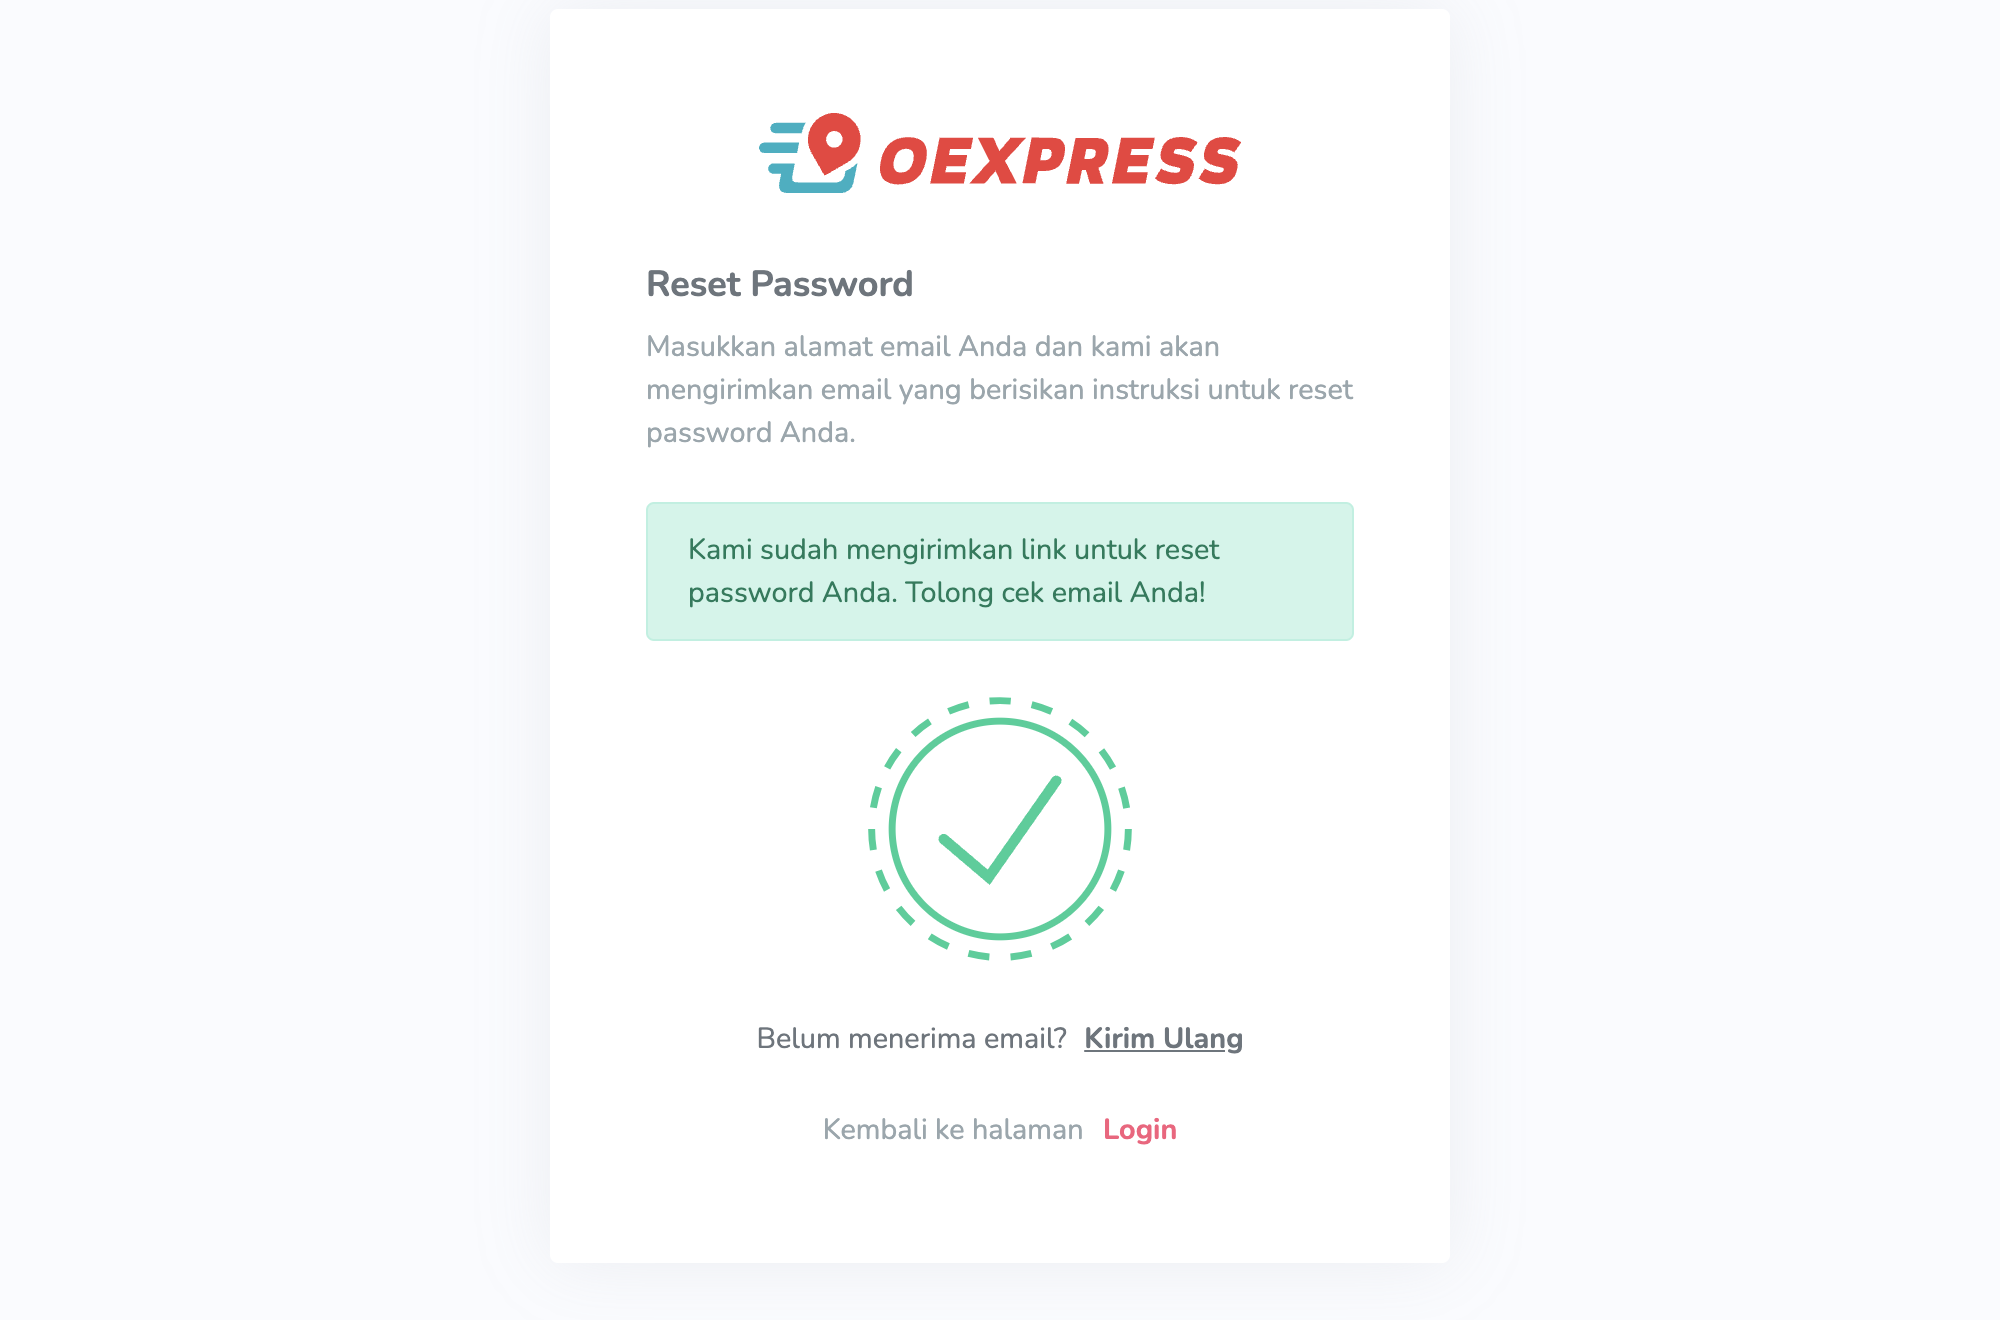 OEXPRESS
Reset Password
Masukkan alamat email Anda dan kami akan
mengirimkan email yang berisikan instruksi untuk reset
password Anda.
Kami sudah mengirimkan link untuk reset
password Anda. Tolong cek email Anda!
Belum menerima email? Kirim Ulang
Kembali ke halaman Login